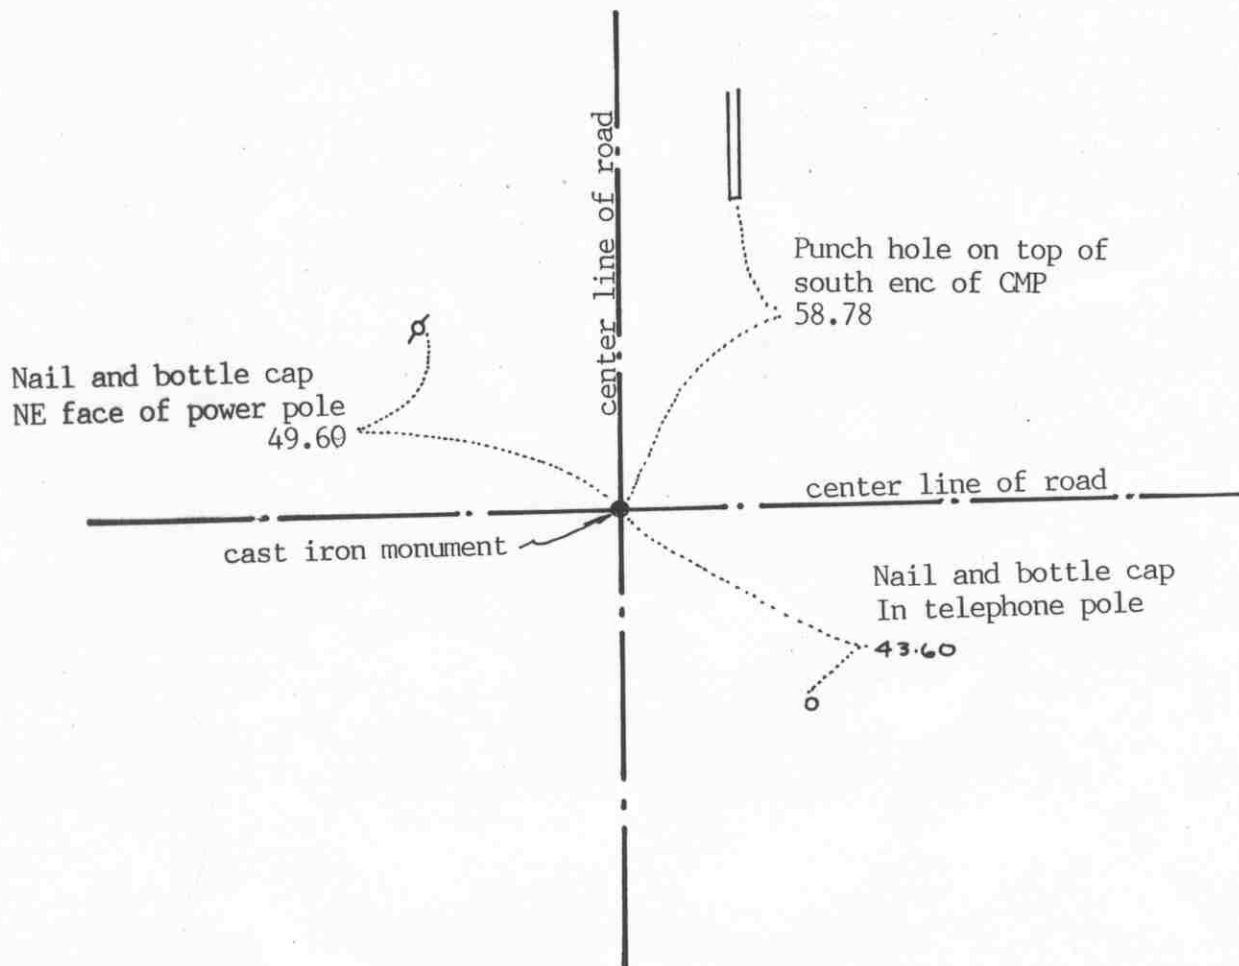 center line of road
Punch hole on top of
south enc of CMP
58.78
Nail and bottle cap
NE face of power pole
49.60
center line of road
cast iron monument
Nail and bottle cap
In telephone pole
43.60